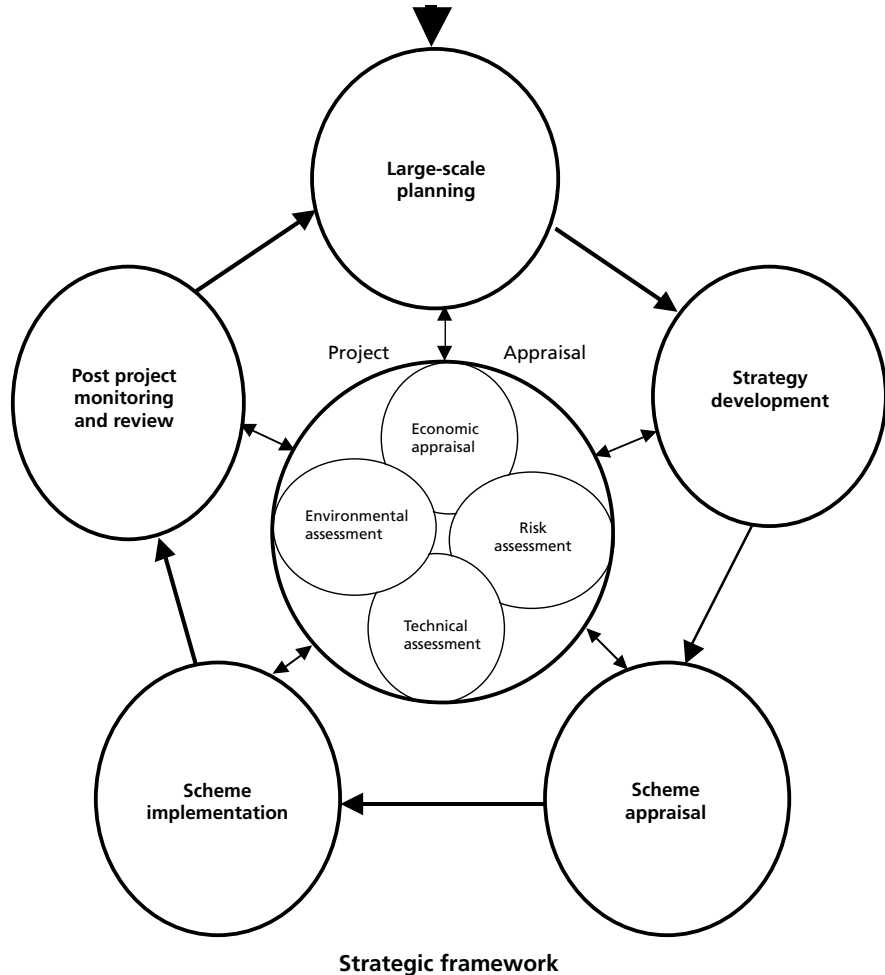 Large-scale
planning
Project Appraisal
Post project
monitoring
and review
Strategy
development
Economic
appraisal
Environmental
assessment
Risk
assessment
Technical
assessment
Scheme
implementation
Scheme
appraisal
Strategic framework